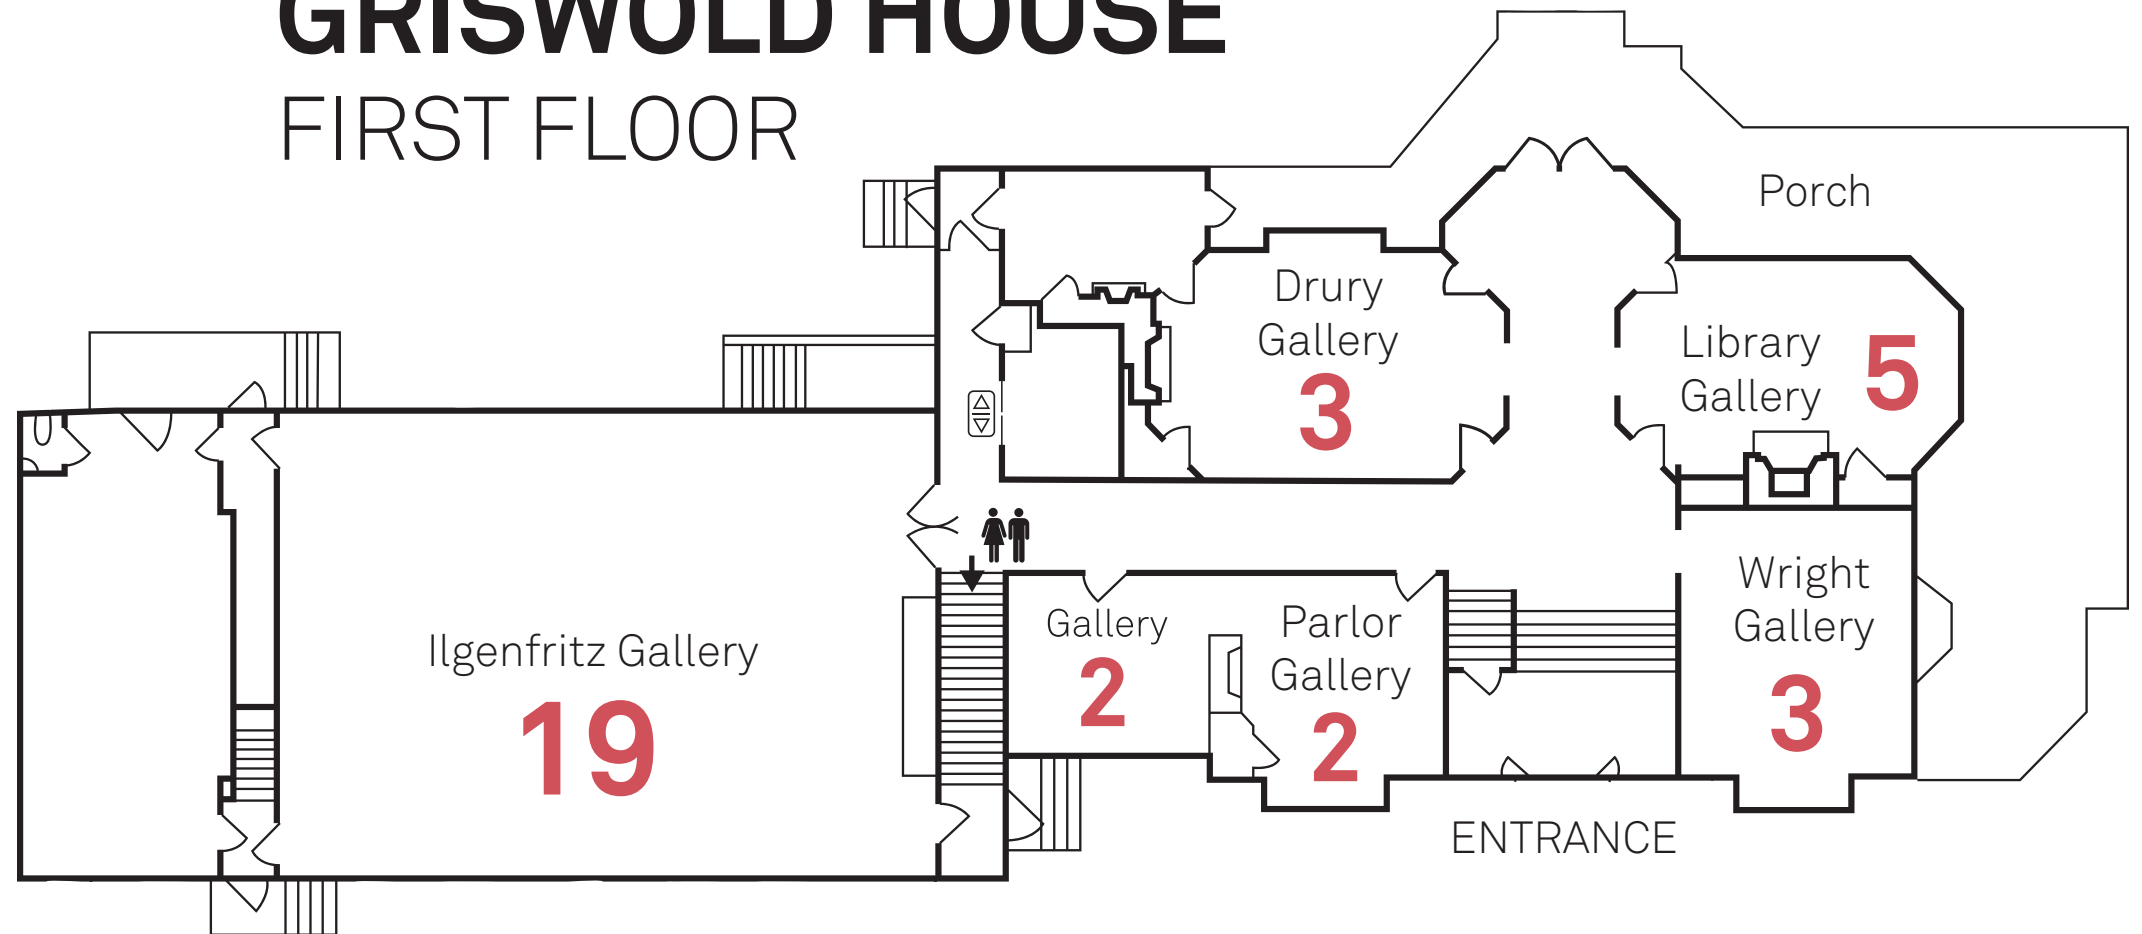 GRISWOLD HOUSE
FIRST FLOOR
Porch
Drury
Gallery
3
Library
Gallery
5
Ilgenfritz Gallery
19
Gallery
2
Parlor
Gallery
2
Wright
Gallery
3
ENTRANCE